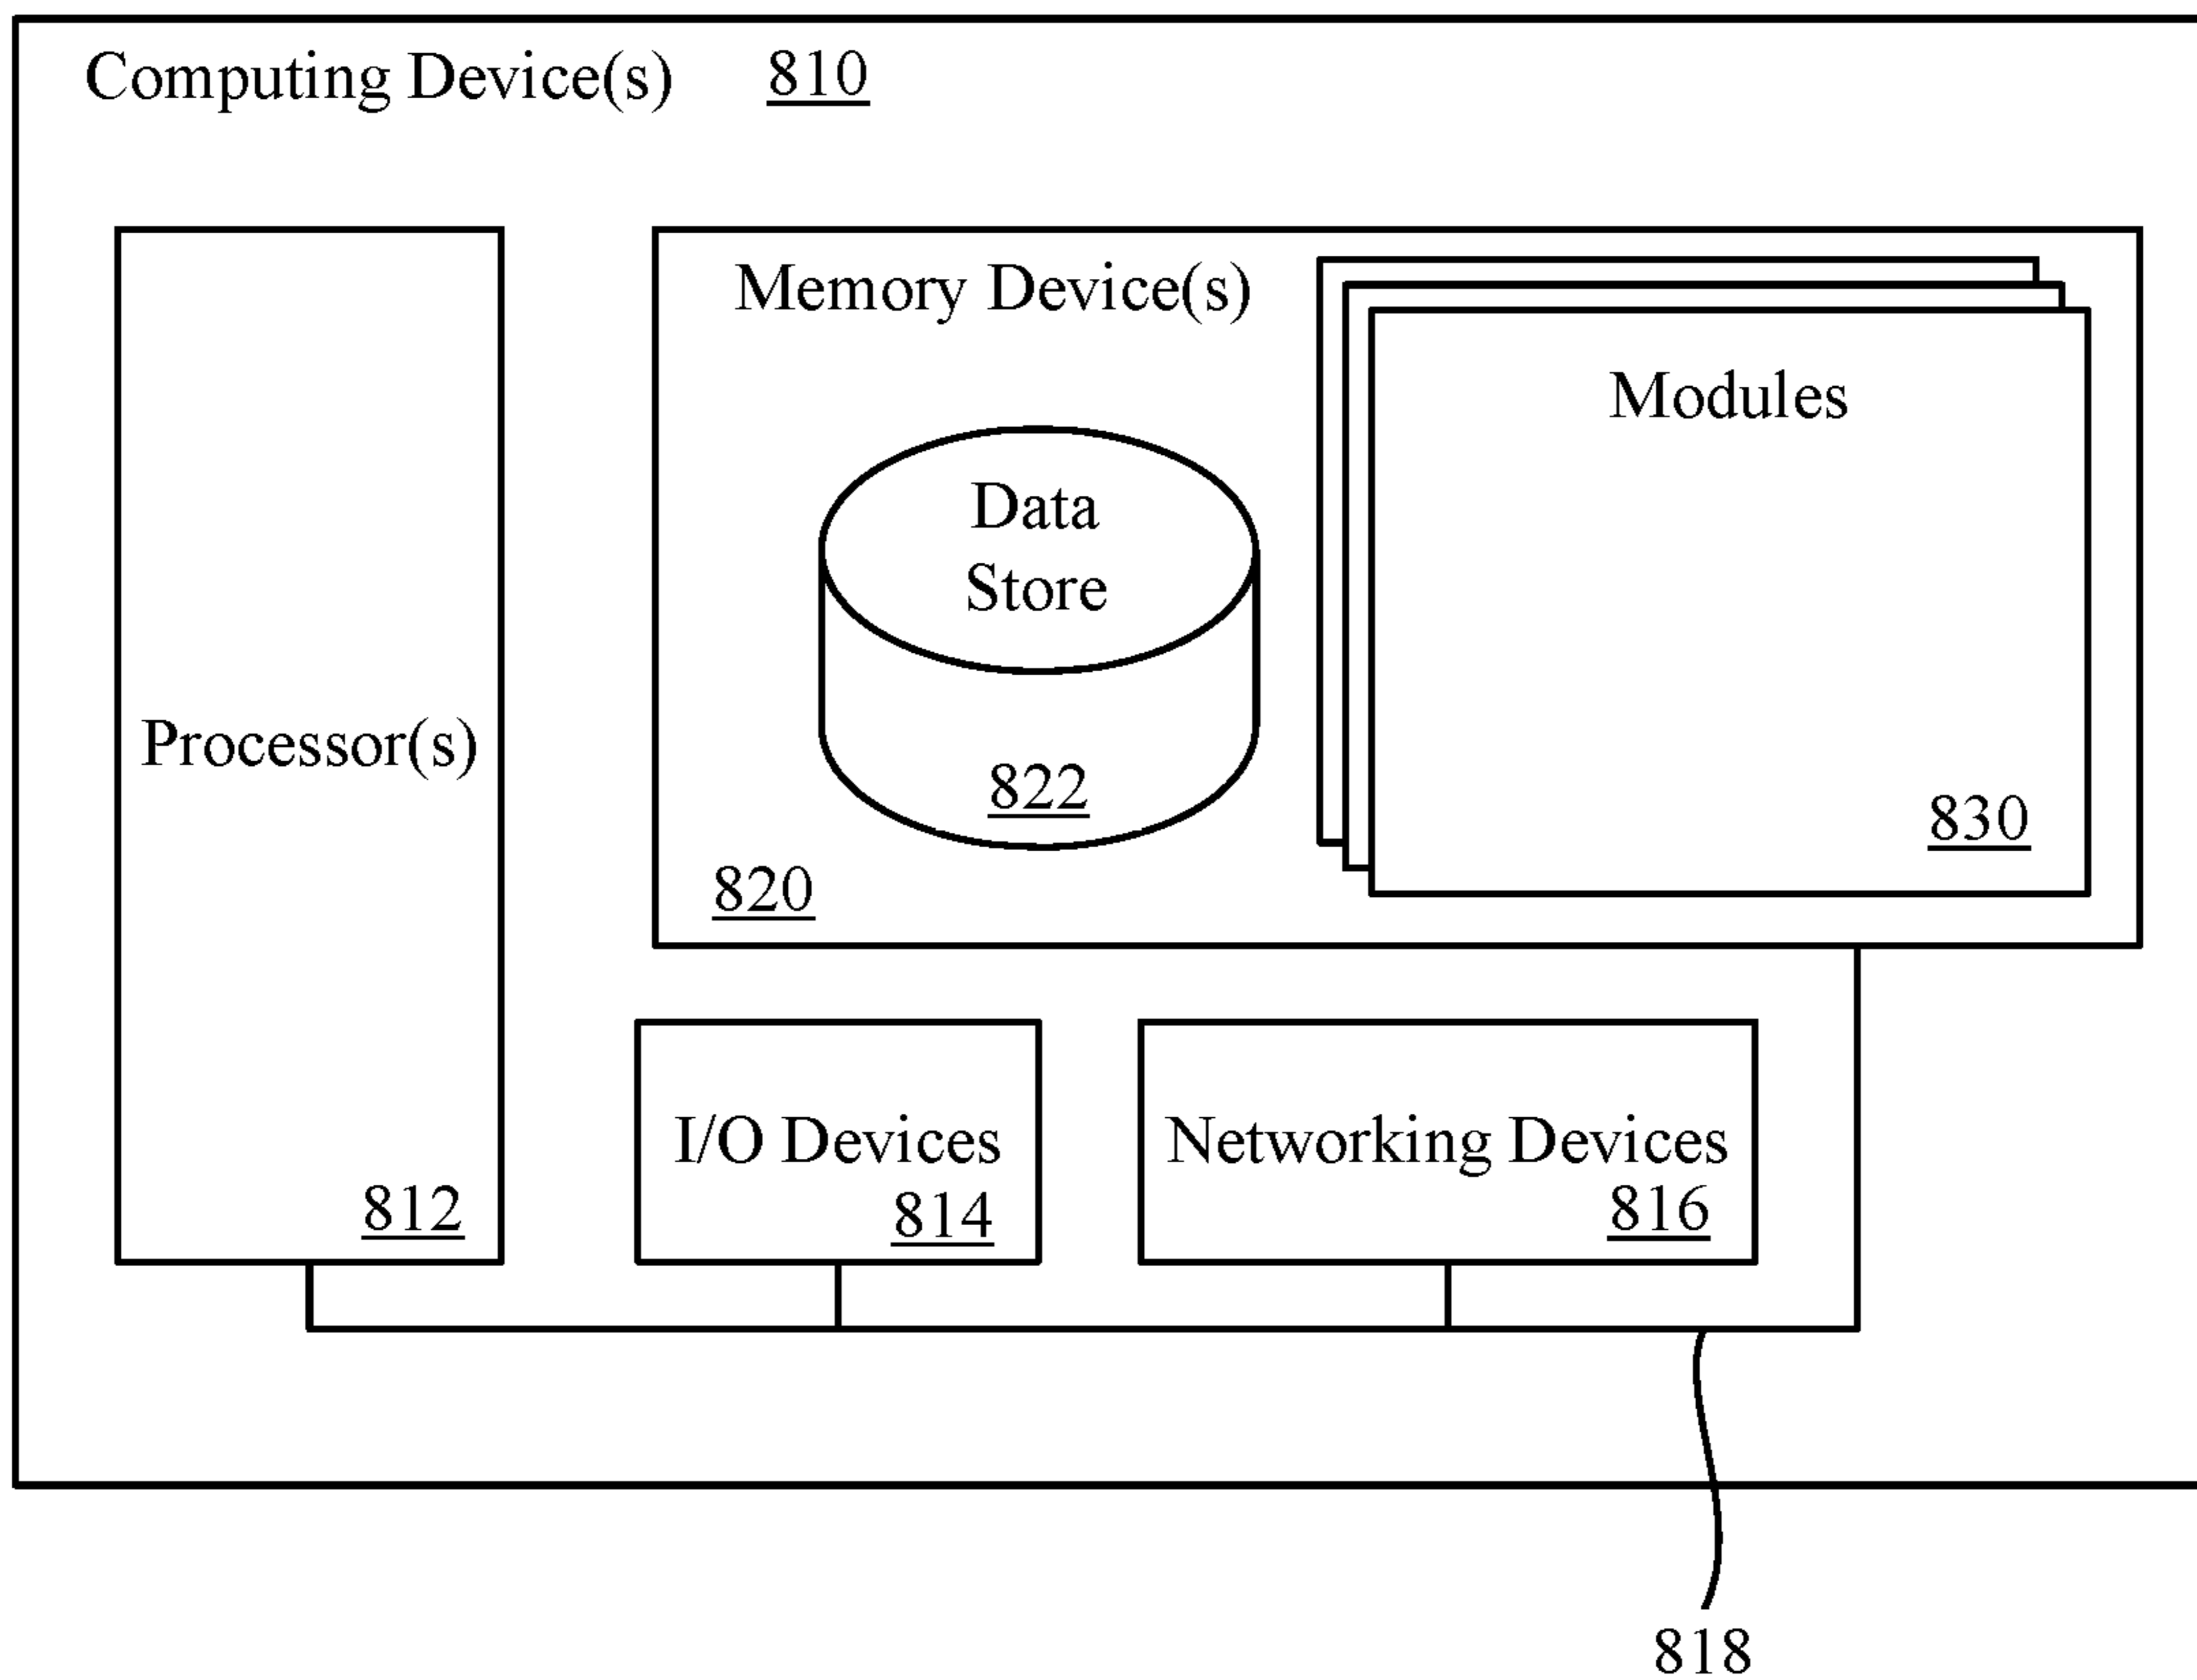 Computing Device(s) 810
Memory Device(s)
Modules
Data
Store
Processor(s)
822
830
820
I/O Devices
Networking Devices
812
814
816
818